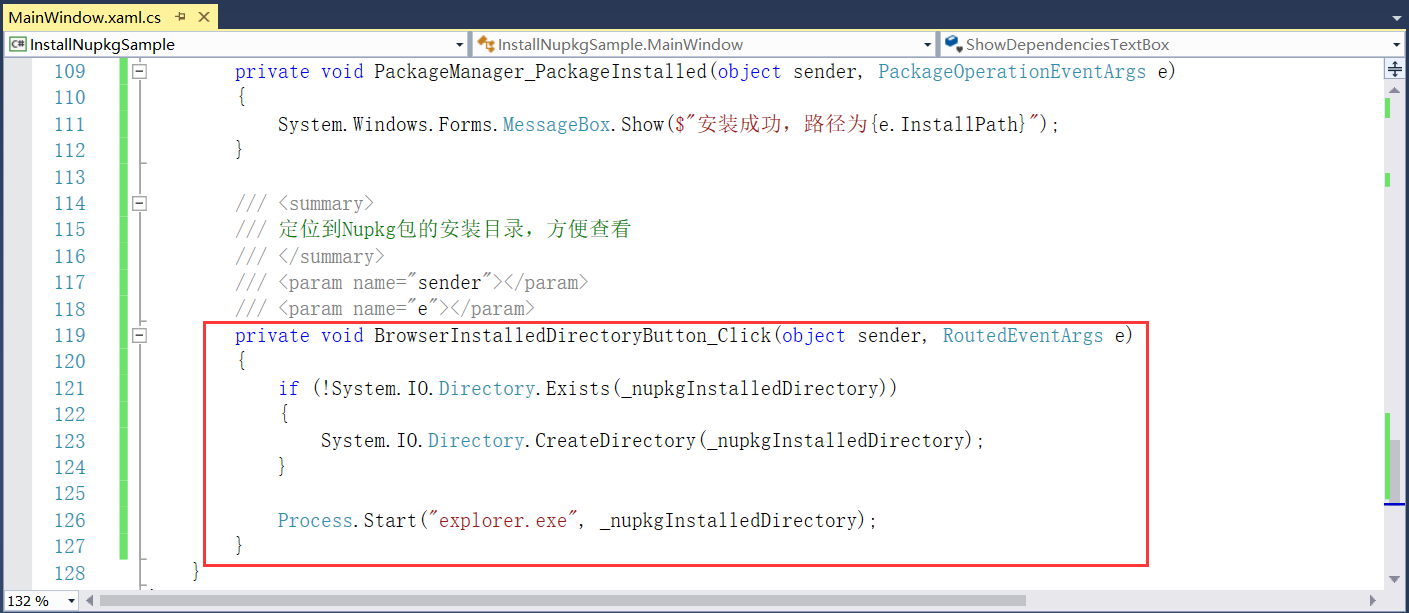 MainWindow.xaml.cs
C# InstallNupkgSample
InstallNupkgSample.MainWindow
ShowDependenciesTextBox
109 private void PackageManager_PackageInstalled(object sender, PackageOperationEventArgs e)
110 {
111 System.Windows.Forms.MessageBox.Show($"安装成功，路径为{e.InstallPath}");
112 }
113
114 /// <summary>
115 /// 定位到Nupkg包的安装目录，方便查看
116 /// </summary>
117 /// <param name="sender"></param>
118 /// <param name="e"></param>
119 private void BrowserInstalledDirectoryButton_Click(object sender, RoutedEventArgs e)
120 {
121 if (!System.IO.Directory.Exists(_nupkgInstalledDirectory))
122 {
123 System.IO.Directory.CreateDirectory(_nupkgInstalledDirectory);
124 }
125
126 Process.Start("explorer.exe", _nupkgInstalledDirectory);
127 }
128 }
132 %